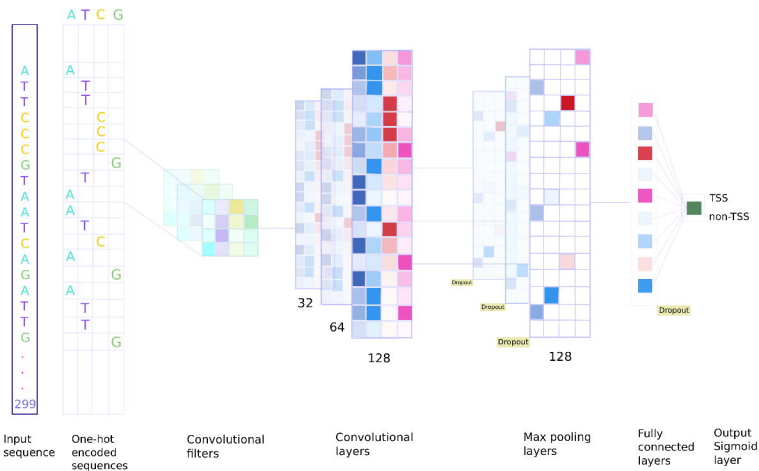 A T C G
A
T
T
C
C
C
G
T
A
A
T
C
A
G
A
T
T
G
.
,
.
299
A
T
T
C
C
C
G
T
A
A
T
C
A
G
A
T
T
G
32
64
128
Dropout
Dropout
Dropout
128
TSS
non-TSS
Dropout
Input
sequence
One-hot
encoded
sequences
Convolutional
filters
Convolutional
layers
Max pooling
layers
Fully
connected
layers
Output
Sigmoid
layer